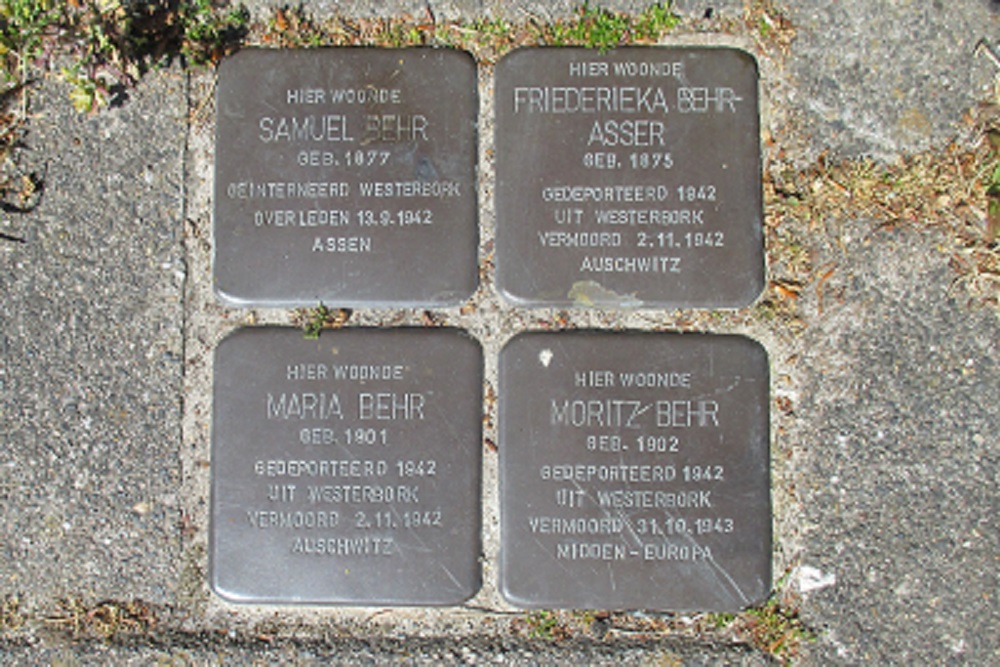 HIER WOONDE
SAMUEL BEHR
GEB. 1877
GEÏNTERNEERD WESTERBORK
OVERLEDEN 13.9.1942
ASSEN
HIER WOONDE
FRIEDERIEKA BEHR-
ASSER
GEB. 1875
GEDEPORTEERD 1942
UIT WESTERBORK
VERMOORD 2.11.1942
AUSCHWITZ
HIER WOONDE
MARIA BEHR
GEB. 1901
GEDEPORTEERD 1942
UIT WESTERBORK
VERMOORD 2.11.1942
AUSCHWITZ
HIER WOONDE
MORITZ BEHR
GEB. 1902
GEDEPORTEERD 1942
UIT WESTERBORK
VERMOORD 31.10.1943
MIDDEN-EUROPA